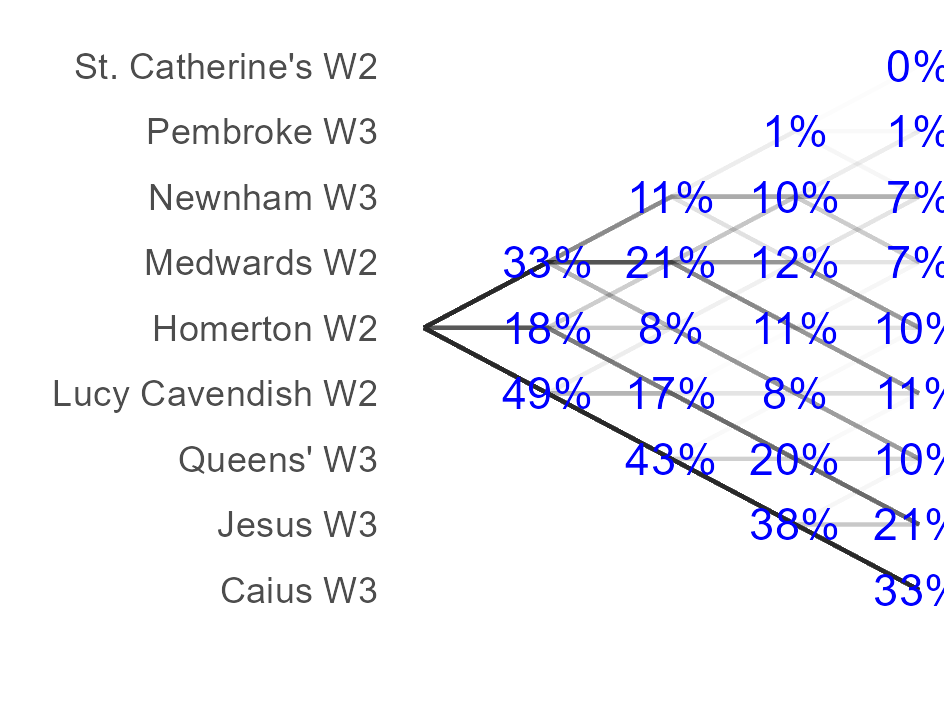 St. Catherine's W2 0%
Pembroke W3 1% 1%
Newnham W3 11% 10% 7%
Medwards W2 33% 21% 12% 7%
Homerton W2 18% 8% 11% 10%
Lucy Cavendish W2 49% 17% 8% 11%
Queens' W3 43% 20% 10%
Jesus W3 38% 21%
Caius W3 33%